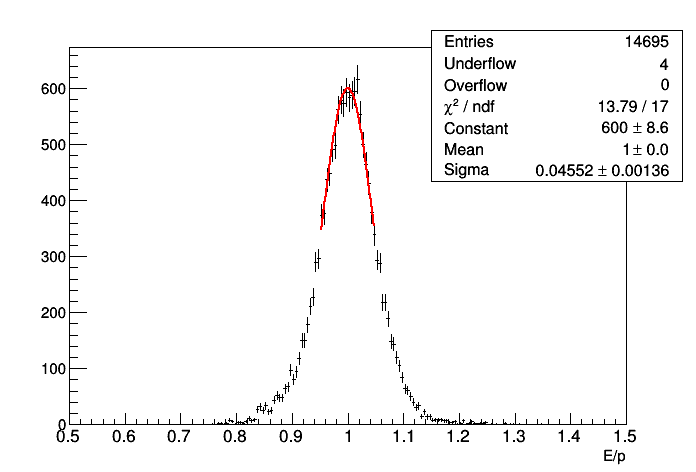 Entries 14695
Underflow 4
Overflow 0
χ² / ndf 13.79 / 17
Constant 600 ± 8.6
Mean 1 ± 0.0
Sigma 0.04552 ± 0.00136
600
500
400
300
200
100
0
0.5 0.6 0.7 0.8 0.9 1 1.1 1.2 1.3 1.4 1.5
E/p